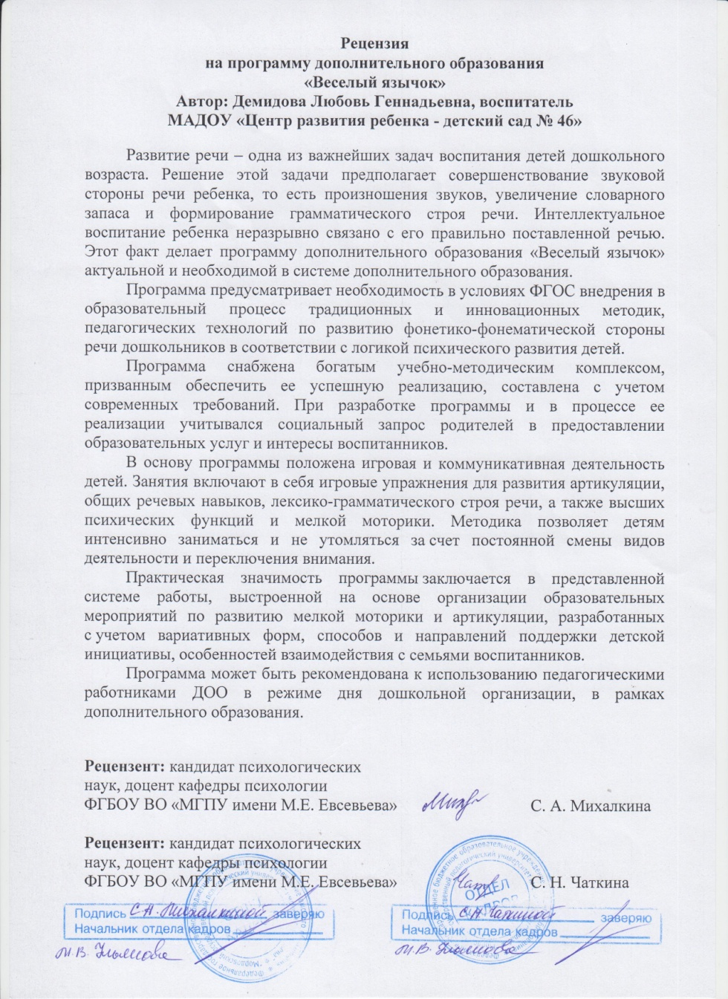 Рецензия
на программу дополнительного образования
«Веселый язычок»
Автор: Демидова Любовь Геннадьевна, воспитатель
МАДОУ «Центр развития ребенка - детский сад № 46»
Развитие речи – одна из важнейших задач воспитания детей дошкольного
возраста. Решение этой задачи предполагает совершенствование звуковой
стороны речи ребенка, то есть произношения звуков, увеличение словарного
запаса и формирование грамматического строя речи. Интеллектуальное
воспитание ребенка неразрывно связано с его правильно поставленной речью.
Этот факт делает программу дополнительного образования «Веселый язычок»
актуальной и необходимой в системе дополнительного образования.
Программа предусматривает необходимость в условиях ФГОС внедрения в
образовательный процесс традиционных и инновационных методик,
педагогических технологий по развитию фонетико-фонематической стороны
речи дошкольников в соответствии с логикой психического развития детей.
Программа снабжена богатым учебно-методическим комплексом,
призванным обеспечить ее успешную реализацию, составлена с учетом
современных требований. При разработке программы и в процессе ее
реализации учитывался социальный запрос родителей в предоставлении
образовательных услуг и интересы воспитанников.
В основу программы положена игровая и коммуникативная деятельность
детей. Занятия включают в себя игровые упражнения для развития артикуляции,
общих речевых навыков, лексико-грамматического строя речи, а также высших
психических функций и мелкой моторики. Методика позволяет детям
интенсивно заниматься и не утомляться за счет постоянной смены видов
деятельности и переключения внимания.
Практическая значимость программы заключается в представленной
системе работы, выстроенной на основе организации образовательных
мероприятий по развитию мелкой моторики и артикуляции, разработанных
с учетом вариативных форм, способов и направлений поддержки детской
инициативы, особенностей взаимодействия с семьями воспитанников.
Программа может быть рекомендована к использованию педагогическими
работниками ДОО в режиме дня дошкольной организации, в рамках
дополнительного образования.
Рецензент: кандидат психологических
наук, доцент кафедры психологии
ФГБОУ ВО «МГПУ имени М.Е. Евсевьева» С. А. Михалкина
Рецензент: кандидат психологических
наук, доцент кафедры психологии
ФГБОУ ВО «МГПУ имени М.Е. Евсевьева» С. Н. Чаткина
ОТДЕЛ
Подпись С.А. Михалкиной заверяю
Начальник отдела кадров
Подпись С.Н. Чаткиной заверяю
Начальник отдела кадров